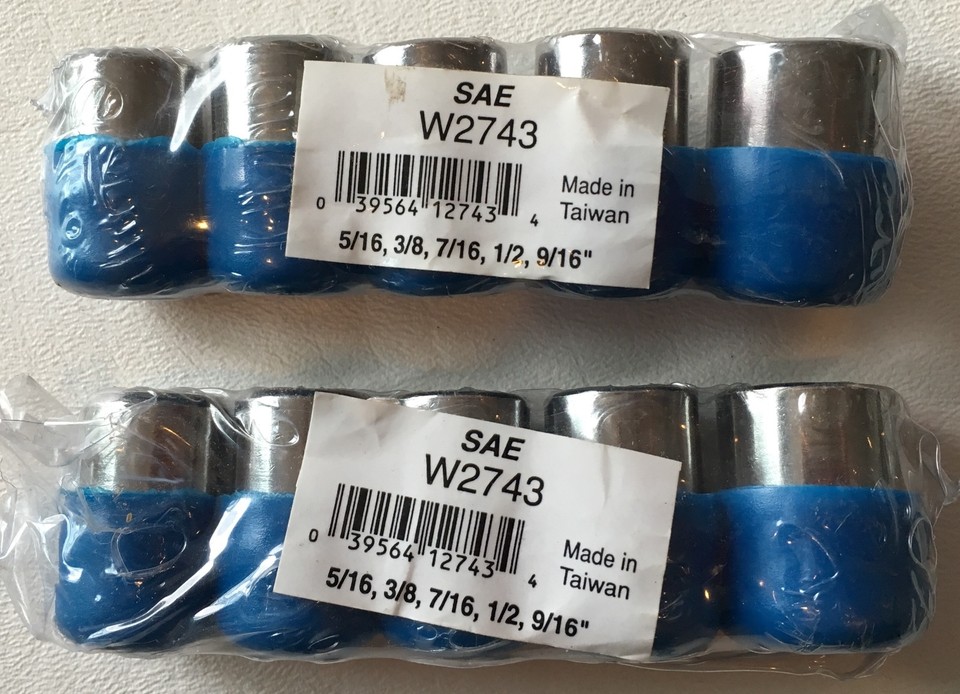 SAE
W2743
Made in
Taiwan
0 39564 12743 4
5/16, 3/8, 7/16, 1/2, 9/16"
SAE
W2743
Made in
Taiwan
0 39564 12743 4
5/16, 3/8, 7/16, 1/2, 9/16"